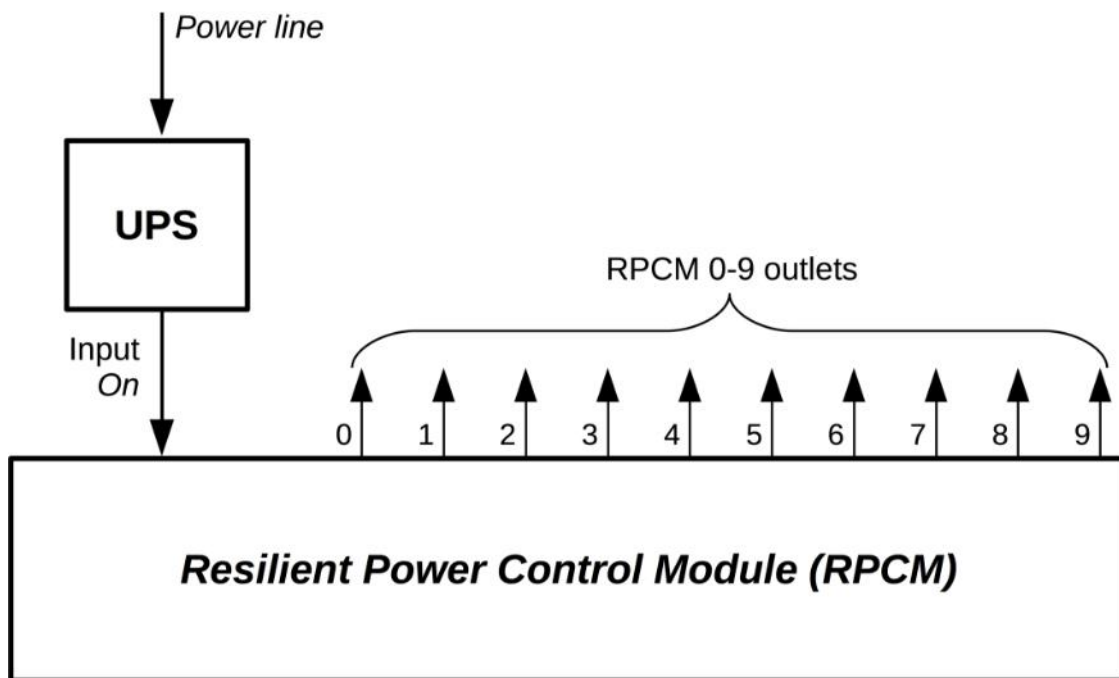 Power line
UPS
RPCM 0-9 outlets
Input
On
0 1 2 3 4 5 6 7 8 9
Resilient Power Control Module (RPCM)